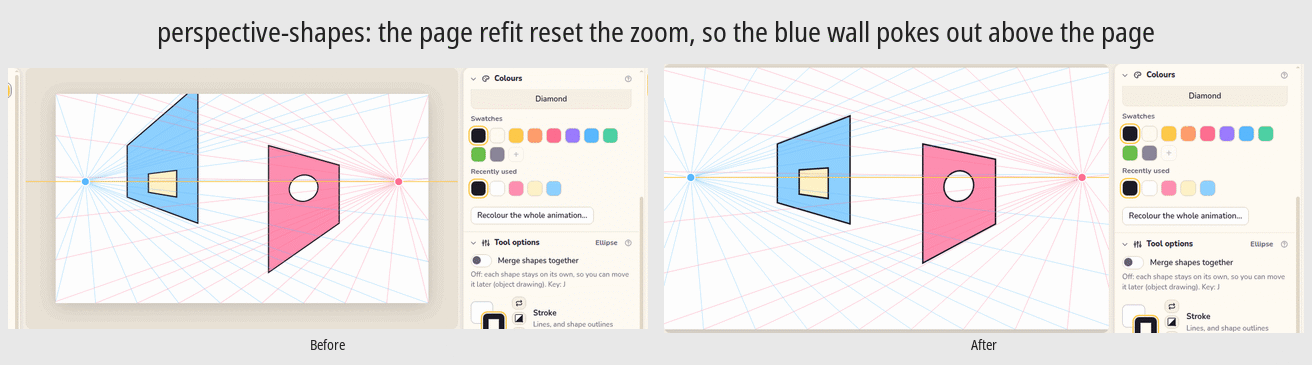 perspective-shapes: the page refit reset the zoom, so the blue wall pokes out above the page
Colours
Diamond
Swatches
+
Recently used
Recolour the whole animation...
Tool options Ellipse
Merge shapes together
Off: each shape stays on its own, so you can move
it later (object drawing). Key: J
Stroke
Lines, and shape outlines
Before
Colours
Diamond
Swatches
+
Recently used
Recolour the whole animation...
Tool options Ellipse
Merge shapes together
Off: each shape stays on its own, so you can move
it later (object drawing). Key: J
Stroke
Lines, and shape outlines
After